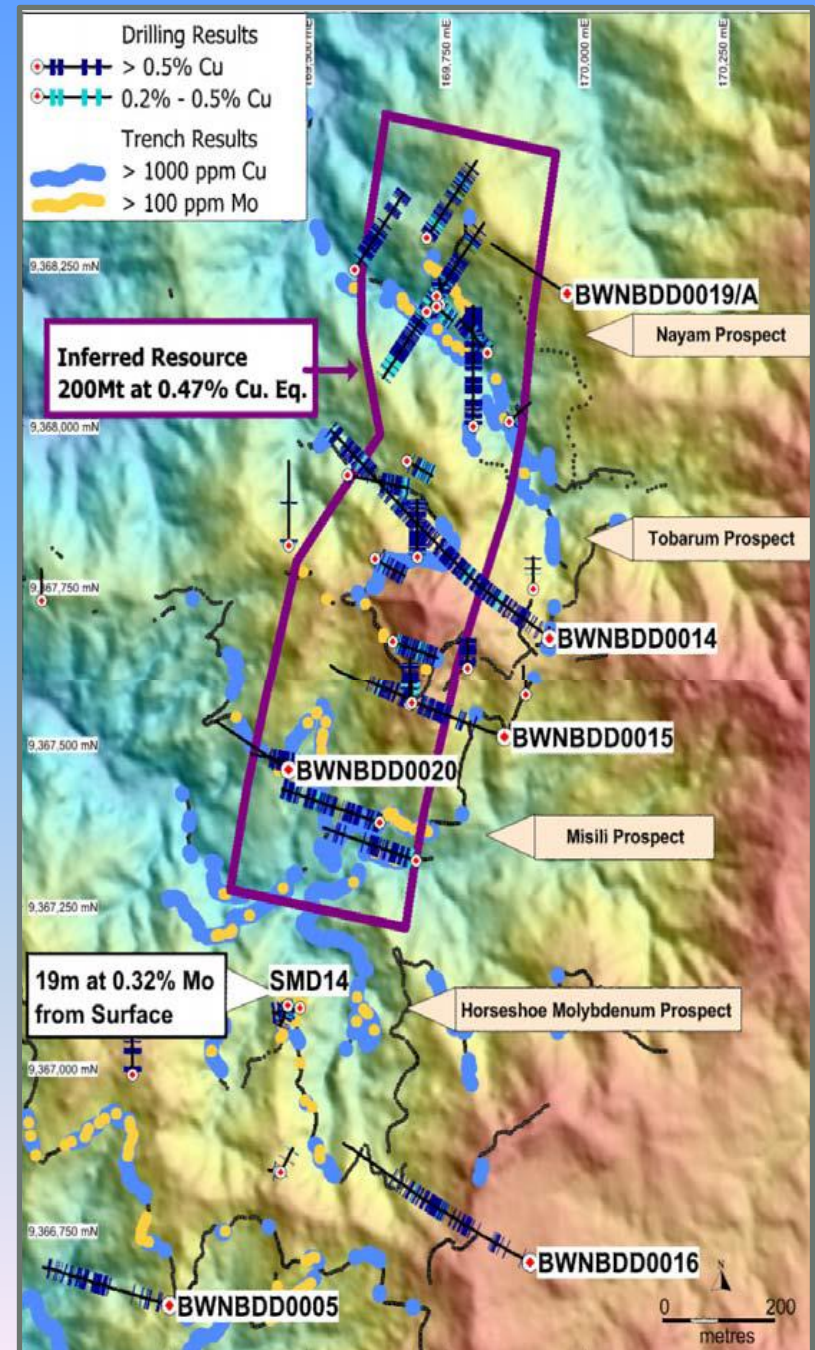 Drilling Results
> 0.5% Cu
0.2% - 0.5% Cu
Trench Results
> 1000 ppm Cu
> 100 ppm Mo
169,750 mE
170,000 mE
170,250 mE
9,368,250 mN
BWNBDD0019/A
Nayam Prospect
Inferred Resource
200Mt at 0.47% Cu. Eq.
9,368,000 mN
Tobarum Prospect
9,367,750 mN
BWNBDD0014
BWNBDD0015
9,367,500 mN
BWNBDD0020
Misili Prospect
9,367,250 mN
19m at 0.32% Mo
from Surface
SMD14
Horseshoe Molybdenum Prospect
9,367,000 mN
9,366,750 mN
BWNBDD0016
BWNBDD0005
N
0 200
metres